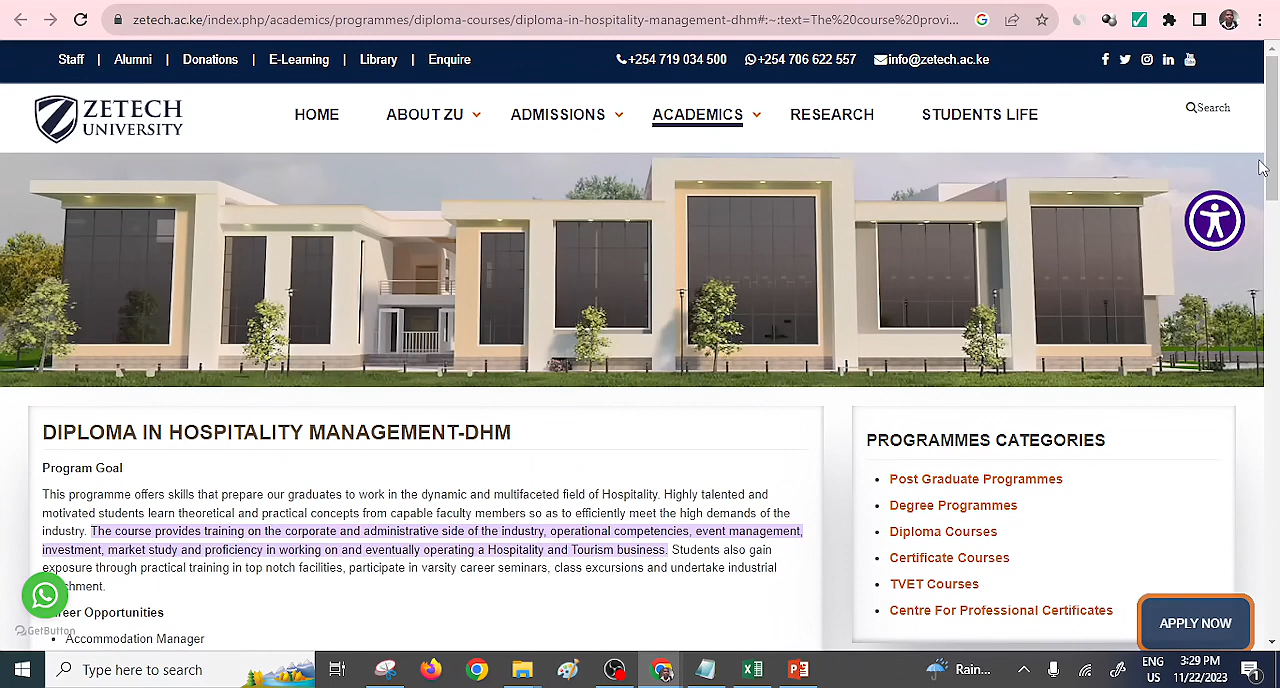 zetech.ac.ke/index.php/academics/programmes/diploma-courses/diploma-in-hospitality-management-dhm#:~:text=The%20course%20provi...
Staff | Alumni | Donations | E-Learning | Library | Enquire
+254 719 034 500 +254 706 622 557 info@zetech.ac.ke
ZETECH
UNIVERSITY
HOME ABOUT ZU ADMISSIONS ACADEMICS RESEARCH STUDENTS LIFE
Search
DIPLOMA IN HOSPITALITY MANAGEMENT-DHM
Program Goal
This programme offers skills that prepare our graduates to work in the dynamic and multifaceted field of Hospitality. Highly talented and
motivated students learn theoretical and practical concepts from capable faculty members so as to efficiently meet the high demands of the
industry. The course provides training on the corporate and administrative side of the industry, operational competencies, event management,
investment, market study and proficiency in working on and eventually operating a Hospitality and Tourism business. Students also gain
exposure through practical training in top notch facilities, participate in varsity career seminars, class excursions and undertake industrial
chment.
eer Opportunities
GetButton
Accommodation Manager
PROGRAMMES CATEGORIES
Post Graduate Programmes
Degree Programmes
Diploma Courses
Certificate Courses
TVET Courses
Centre For Professional Certificates
APPLY NOW
Type here to search
Rain...
ENG
US
3:29 PM
11/22/2023
1